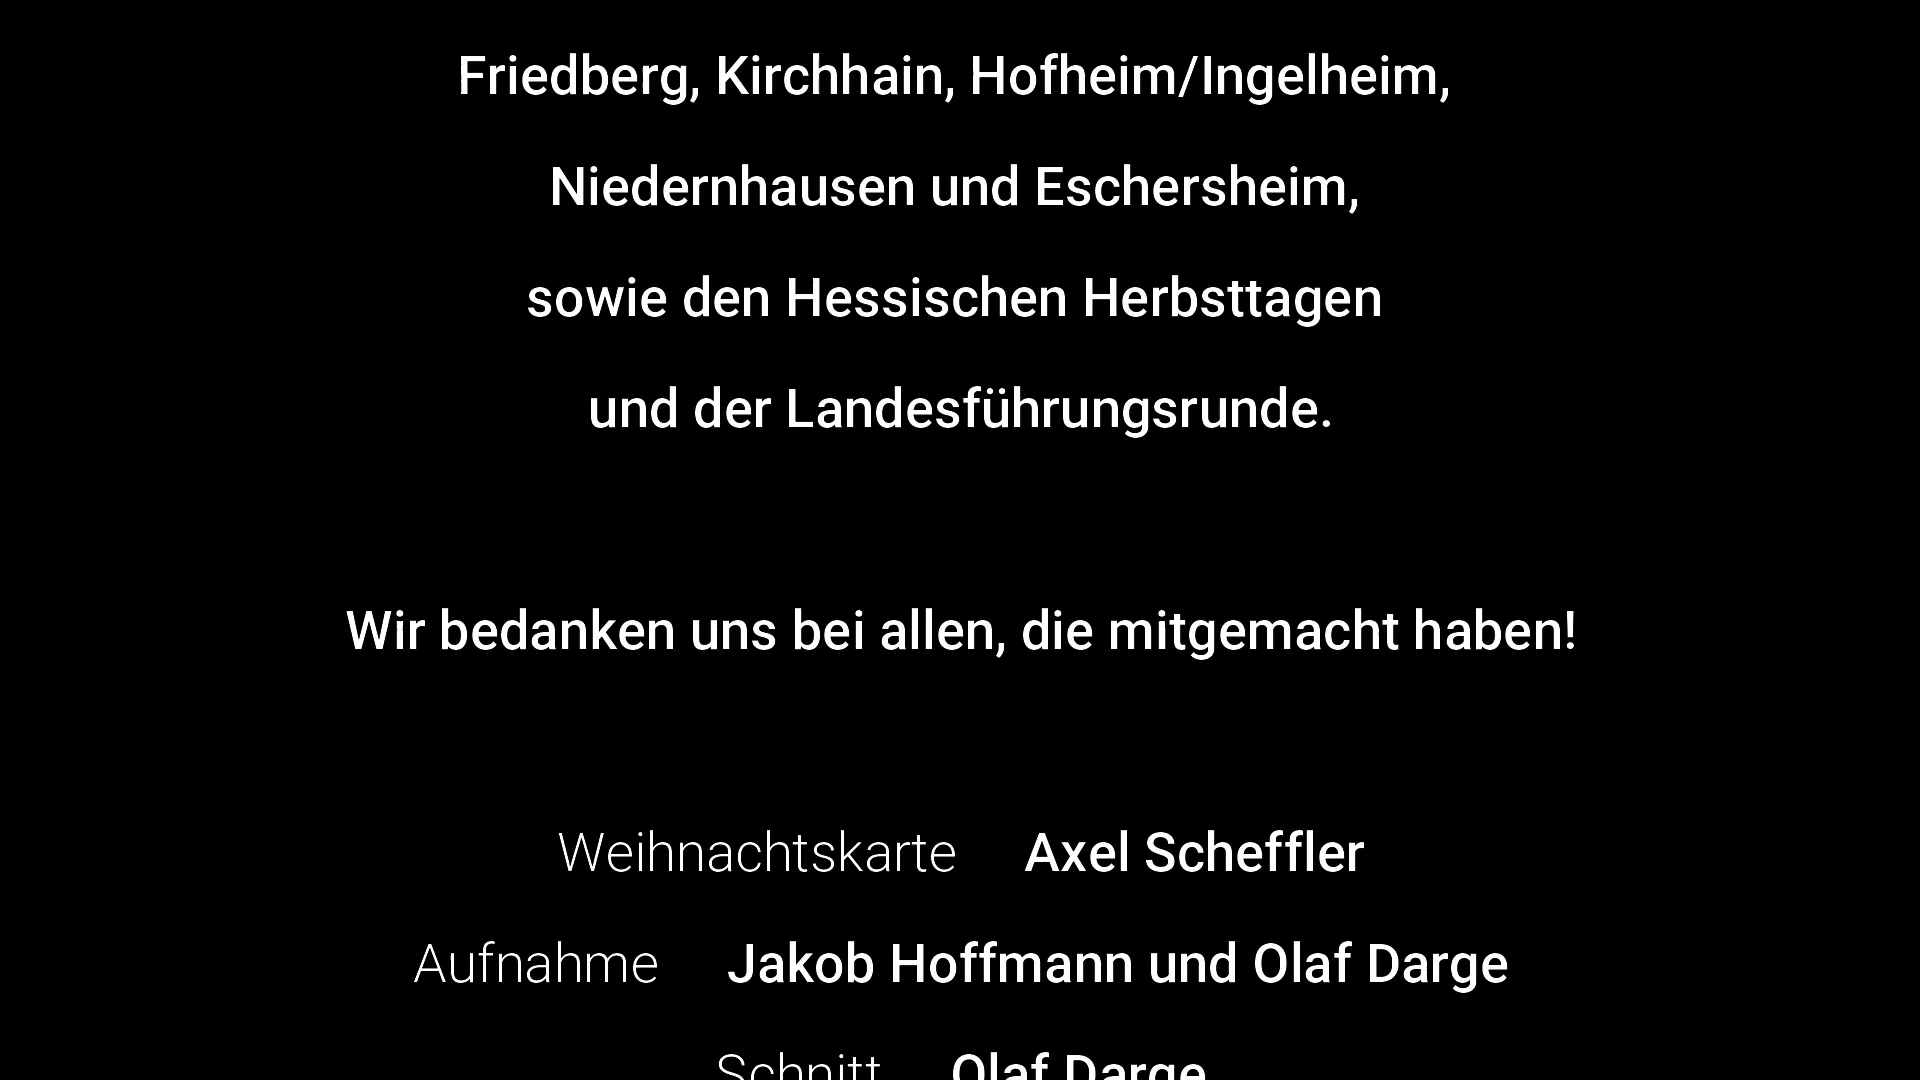 Friedberg, Kirchhain, Hofheim/Ingelheim,
Niedernhausen und Eschersheim,
sowie den Hessischen Herbsttagen
und der Landesführungsrunde.
Wir bedanken uns bei allen, die mitgemacht haben!
Weihnachtskarte Axel Scheffler
Aufnahme Jakob Hoffmann und Olaf Darge
Schnitt Olaf Darge